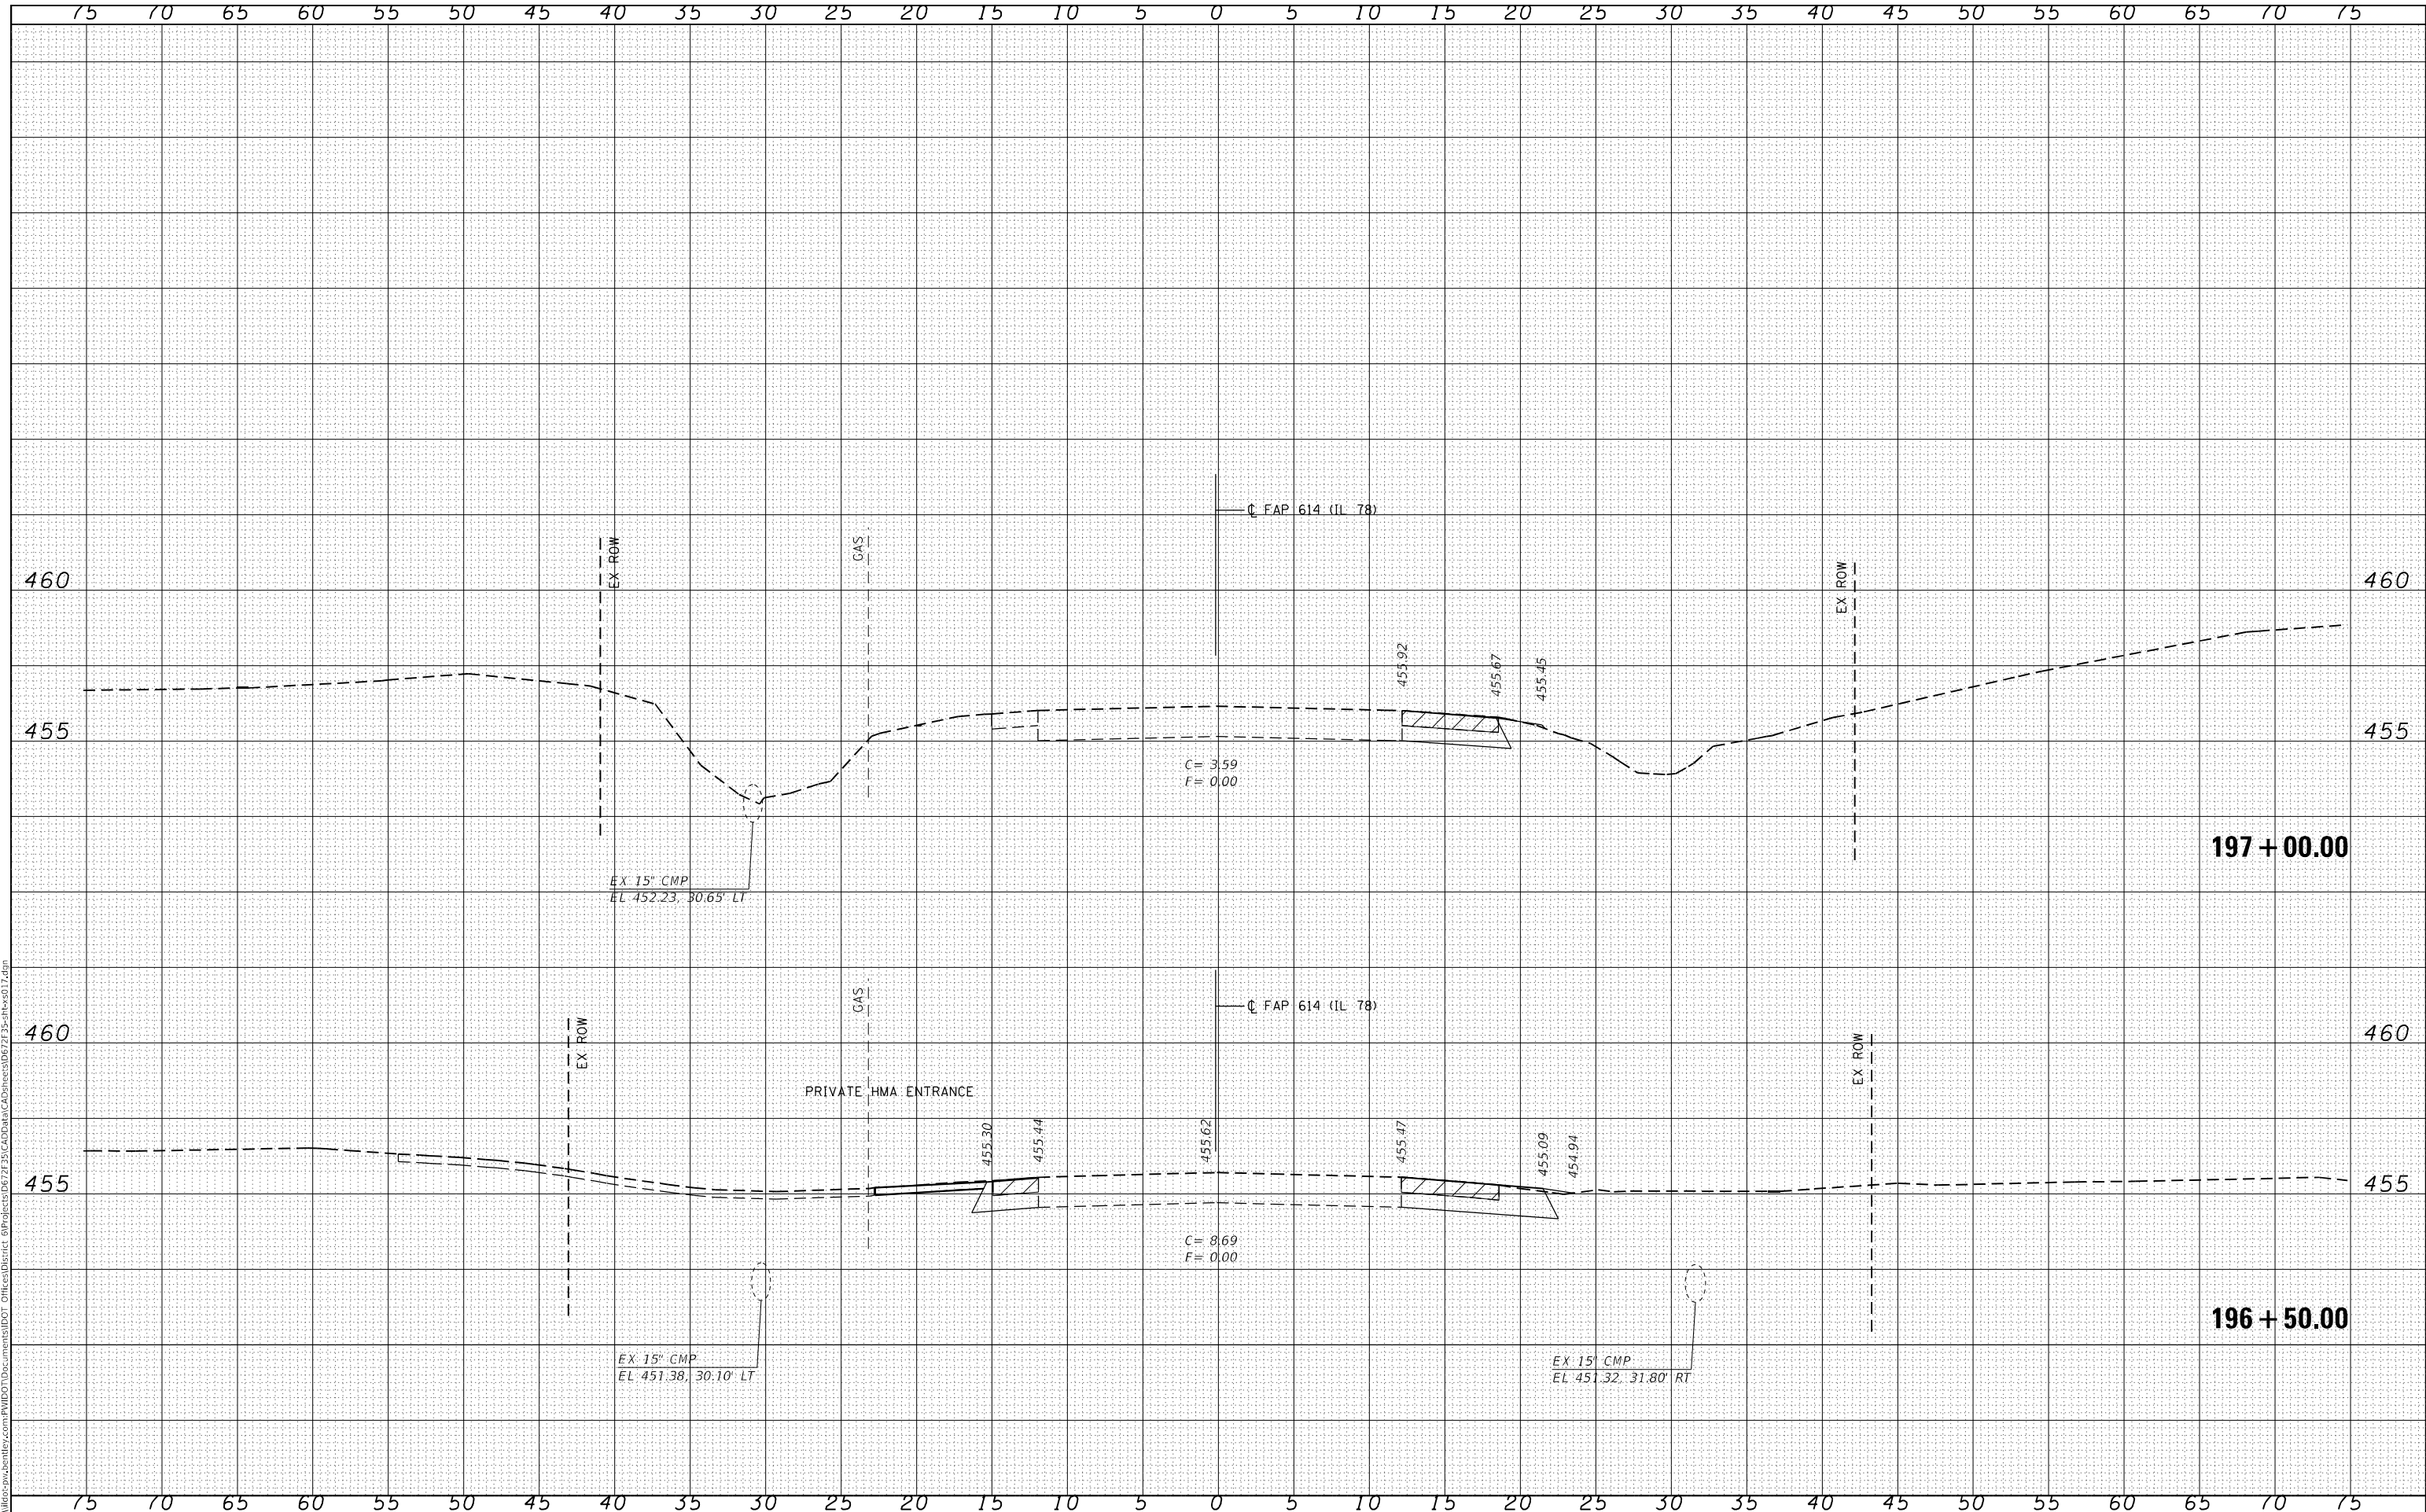 75 70 65 60 55 50 45 40 35 30 25 20 15 10 5 0 5 10 15 20 25 30 35 40 45 50 55 60 65 70 75
℄ FAP 614 (IL 78)
EX ROW
GAS
EX ROW
460
460
455.92
455.67
455.45
455
455
C= 3.59
F= 0.00
197+00.00
EX 15" CMP
EL 452.23, 30.65' LT
GAS
℄ FAP 614 (IL 78)
EX ROW
EX ROW
460
460
PRIVATE HMA ENTRANCE
455.30
455.44
455.62
455.47
455.09
454.94
455
455
C= 8.69
F= 0.00
196+50.00
EX 15" CMP
EL 451.38, 30.10' LT
EX 15" CMP
EL 451.32, 31.80' RT
75 70 65 60 55 50 45 40 35 30 25 20 15 10 5 0 5 10 15 20 25 30 35 40 45 50 55 60 65 70 75